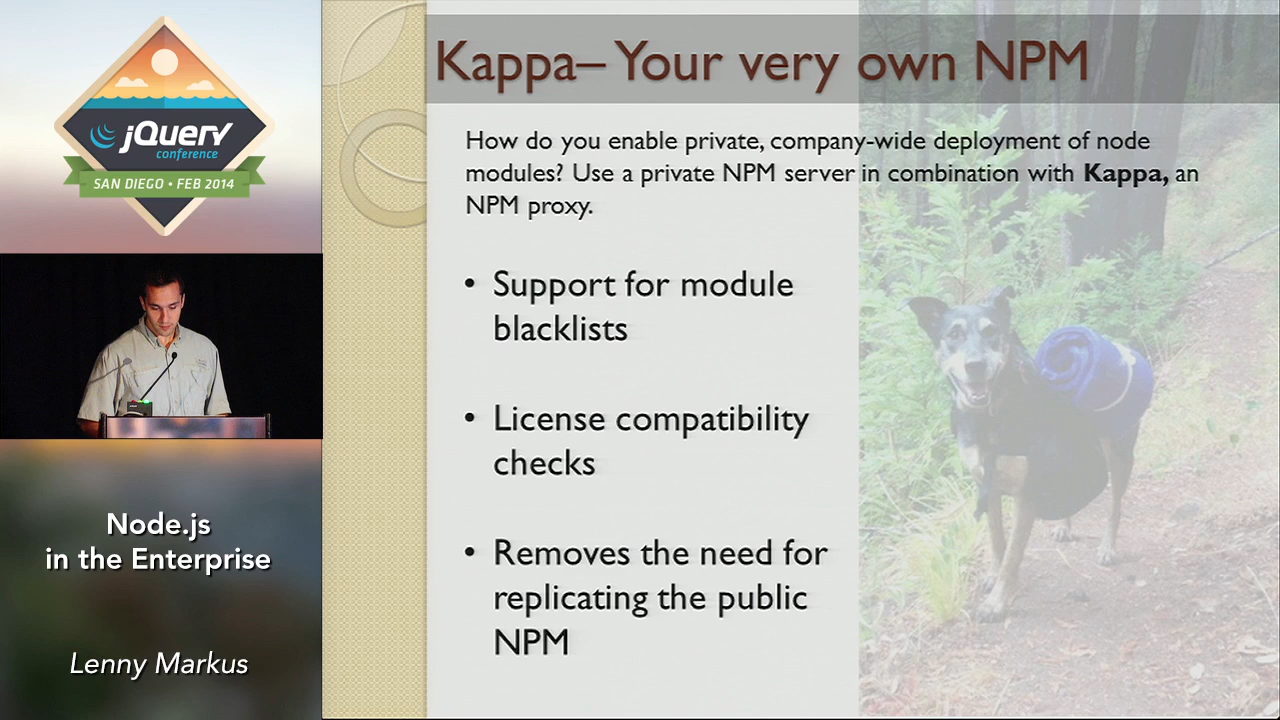 jQuery
conference
SAN DIEGO • FEB 2014
Node.js
in the Enterprise
Lenny Markus
Kappa– Your very own NPM
How do you enable private, company-wide deployment of node
modules? Use a private NPM server in combination with Kappa, an
NPM proxy.
• Support for module
blacklists
• License compatibility
checks
• Removes the need for
replicating the public
NPM